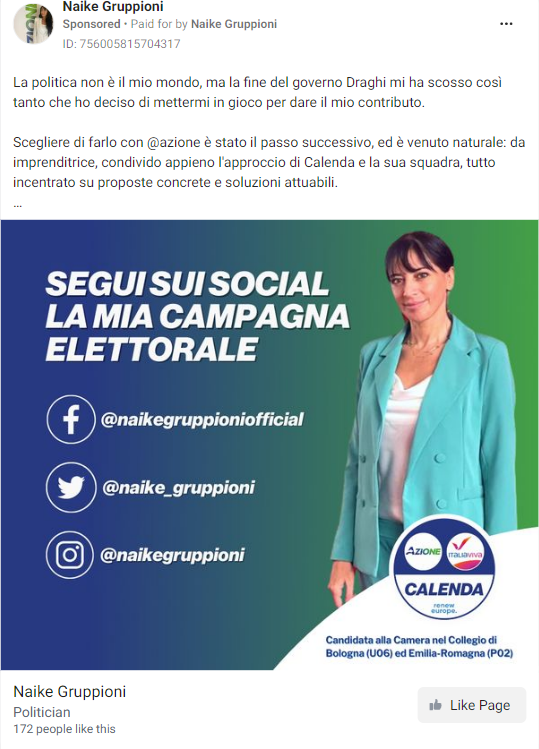 Naike Gruppioni
Sponsored • Paid for by Naike Gruppioni
ID: 756005815704317
La politica non è il mio mondo, ma la fine del governo Draghi mi ha scosso così
tanto che ho deciso di mettermi in gioco per dare il mio contributo.
Scegliere di farlo con @azione è stato il passo successivo, ed è venuto naturale: da
imprenditrice, condivido appieno l'approccio di Calenda e la sua squadra, tutto
incentrato su proposte concrete e soluzioni attuabili.
...
SEGUI SUI SOCIAL
LA MIA CAMPAGNA
ELETTORALE
@naikegruppioniofficial
@naike_gruppioni
@naikegruppioni
AZIONE
ITALIAVIVA
CALENDA
renew
europe.
Candidata alla Camera nel Collegio di
Bologna (U06) ed Emilia-Romagna (P02)
Naike Gruppioni
Politician
172 people like this
Like Page